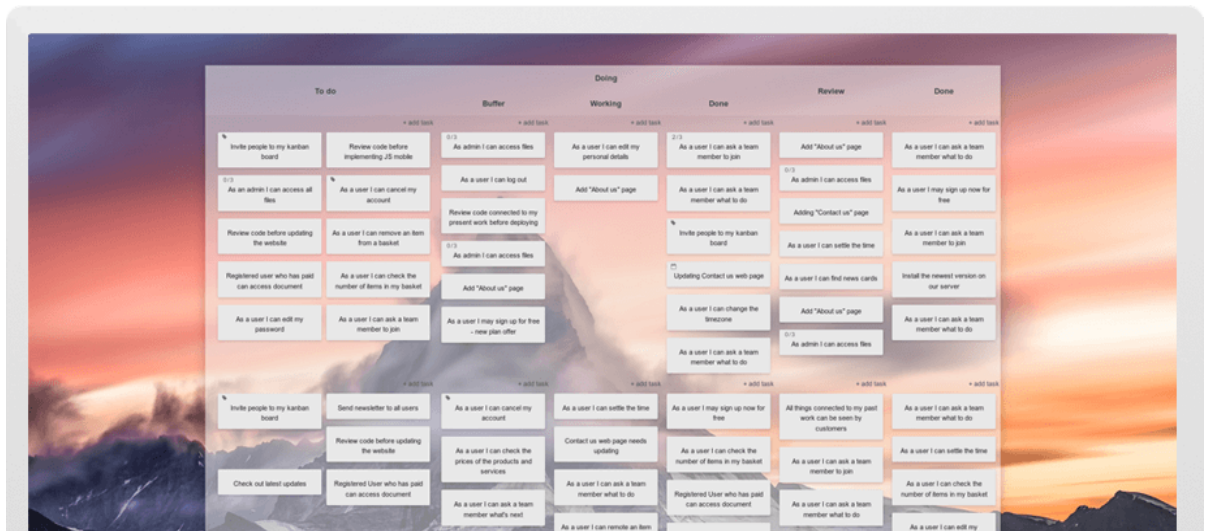 Doing
To do
Review
Done
Buffer
Working
Done
+ add task
+ add task
+ add task
+ add task
+ add task
+ add task
Invite people to my kanban
board
Review code before
implementing JS mobile
0/3
As an admin I can access all
files
As a user I can cancel my
account
Review code before updating
the website
As a user I can remove an item
from a basket
Registered user who has paid
can access document
As a user I can check the
number of items in my basket
As a user I can edit my
password
As a user I can ask a team
member to join
0/3
As admin I can access files
As a user I can log out
Review code connected to my
present work before deploying
0/3
As admin I can access files
Add "About us" page
As a user I may sign up for free
- new plan offer
As a user I can edit my
personal details
Add "About us" page
2/3
As a user I can ask a team
member to join
As a user I can ask a team
member what to do
Invite people to my kanban
board
Updating Contact us web page
As a user I can change the
timezone
As a user I can ask a team
member what to do
Add "About us" page
0/3
As admin I can access files
Adding "Contact us" page
As a user I can settle the time
As a user I can find news cards
Add "About us" page
0/3
As admin I can access files
As a user I can ask a team
member what to do
As a user I may sign up now for
free
As a user I can ask a team
member to join
Install the newest version on
our server
As a user I can ask a team
member what to do
+ add task
+ add task
+ add task
+ add task
+ add task
Invite people to my kanban
board
Send newsletter to all users
Review code before updating
the website
Check out latest updates
Registered User who has paid
can access document
As a user I can cancel my
account
As a user I can check the
prices of the products and
services
As a user I can ask a team
member what's next
As a user I can settle the time
Contact us web page needs
updating
As a user I can ask a team
member what to do
As a user I can remote an item
As a user I may sign up now for
free
As a user I can check the
number of items in my basket
Registered User who has paid
can access document
All things connected to my past
work can be seen by
customers
As a user I can ask a team
member to join
As a user I can ask a team
member what to do
As a user I can ask a team
member what to do
As a user I can settle the time
As a user I can check the
number of items in my basket
As a user I can edit my